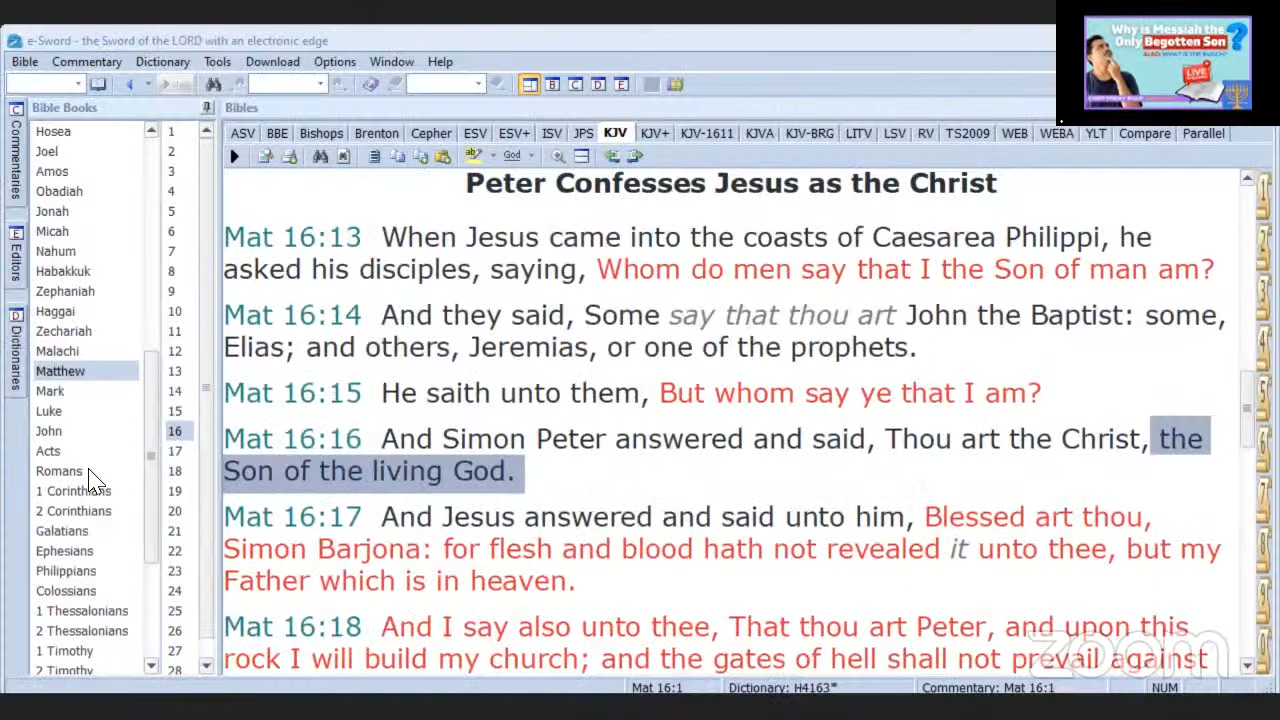 e-Sword - the Sword of the LORD with an electronic edge
Why is Messiah the
Only Begotten Son
?
LIVE
Bible Commentary Dictionary Tools Download Options Window Help
B C D E
Bible Books
Bibles
ASV BBE Bishops Brenton Cepher ESV ESV+ ISV JPS KJV KJV+ KJV-1611 KJVA KJV-BRG LITV LSV RV TS2009 WEB WEBA YLT Compare Parallel
God
Commentaries
Editors
Dictionaries
Hosea 1
Joel 2
Amos 3
Obadiah 4
Jonah 5
Micah 6
Nahum 7
Habakkuk 8
Zephaniah 9
Haggai 10
Zechariah 11
Malachi 12
Matthew 13
Mark 14
Luke 15
John 16
Acts 17
Romans 18
1 Corinthians 19
2 Corinthians 20
Galatians 21
Ephesians 22
Philippians 23
Colossians 24
1 Thessalonians 25
2 Thessalonians 26
1 Timothy 27
2 Timothy 28
Peter Confesses Jesus as the Christ
Mat 16:13 When Jesus came into the coasts of Caesarea Philippi, he
asked his disciples, saying, Whom do men say that I the Son of man am?
Mat 16:14 And they said, Some say that thou art John the Baptist: some,
Elias; and others, Jeremias, or one of the prophets.
Mat 16:15 He saith unto them, But whom say ye that I am?
Mat 16:16 And Simon Peter answered and said, Thou art the Christ, the
Son of the living God.
Mat 16:17 And Jesus answered and said unto him, Blessed art thou,
Simon Barjona: for flesh and blood hath not revealed it unto thee, but my
Father which is in heaven.
Mat 16:18 And I say also unto thee, That thou art Peter, and upon this
rock I will build my church; and the gates of hell shall not prevail against
zoom
Mat 16:1 Dictionary: H4163* Commentary: Mat 16:1 NUM